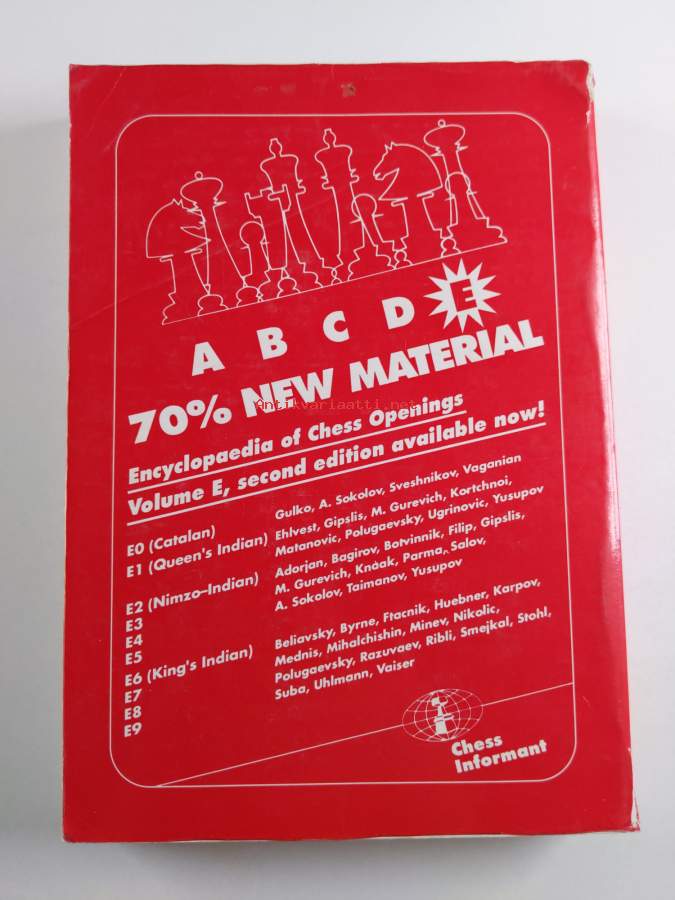 A B C D E
70% NEW MATERIAL
Antikvariaatti.net
Encyclopaedia of Chess Openings
Volume E, second edition available now!
E0 (Catalan) Gulko, A. Sokolov, Sveshnikov, Vaganian
E1 (Queen's Indian) Ehlvest, Gipslis, M. Gurevich, Kortchnoi,
Matanovic, Polugaevsky, Ugrinovic, Yusupov
E2 (Nimzo–Indian) Adorjan, Bagirov, Botvinnik, Filip, Gipslis,
E3 M. Gurevich, Knaak, Parma, Salov,
E4 A. Sokolov, Taimanov, Yusupov
E5
E6 (King's Indian) Beliavsky, Byrne, Ftacnik, Huebner, Karpov,
E7 Mednis, Mihalchishin, Minev, Nikolic,
E8 Polugaevsky, Razuvaev, Ribli, Smejkal, Stohl,
E9 Suba, Uhlmann, Vaiser
Chess
Informant